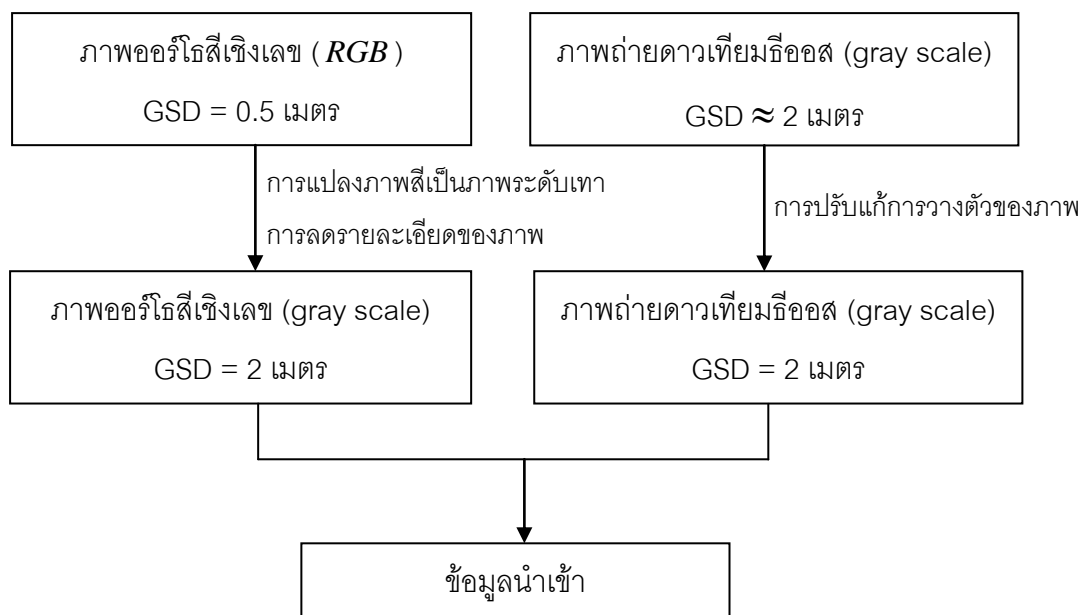 ภาพออร์โธสีเชิงเลข (RGB)
GSD = 0.5 เมตร
ภาพถ่ายดาวเทียมธีออส (gray scale)
GSD ≈ 2 เมตร
การแปลงภาพสีเป็นภาพระดับเทา
การลดรายละเอียดของภาพ
การปรับแก้การวางตัวของภาพ
ภาพออร์โธสีเชิงเลข (gray scale)
GSD = 2 เมตร
ภาพถ่ายดาวเทียมธีออส (gray scale)
GSD = 2 เมตร
ข้อมูลนำเข้า